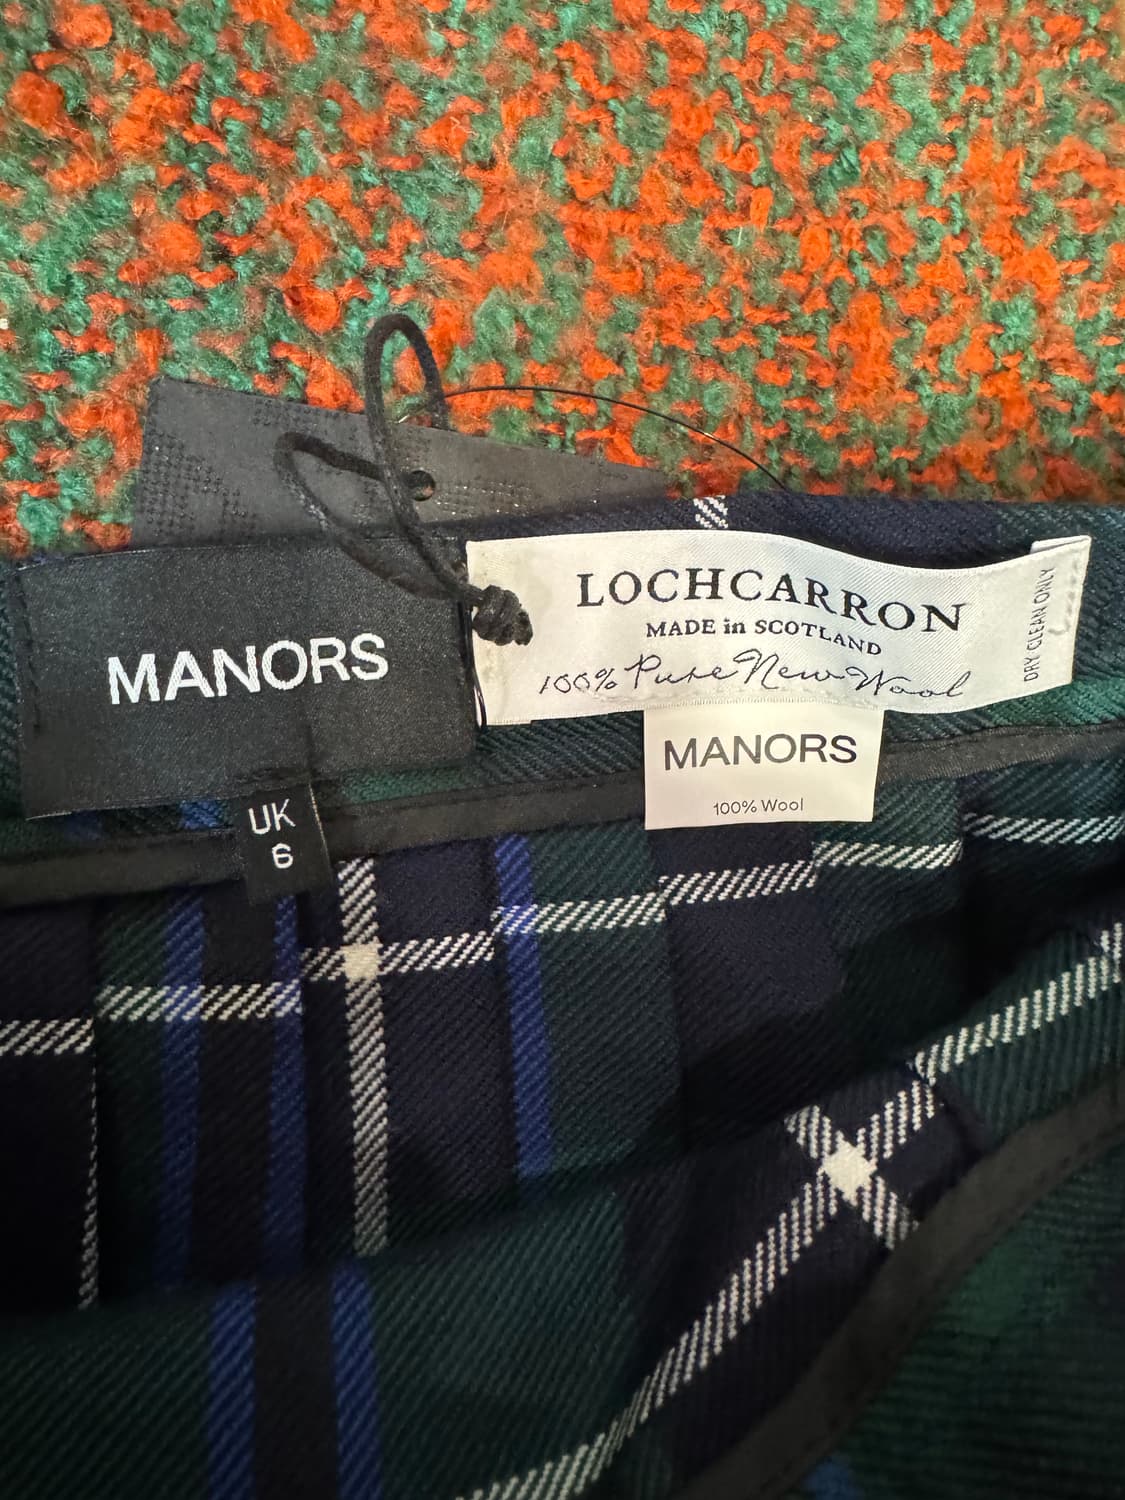 MANORS
UK
6
LOCHCARRON
MADE in SCOTLAND
100% Pure New Wool
DRY CLEAN ONLY
MANORS
100% Wool